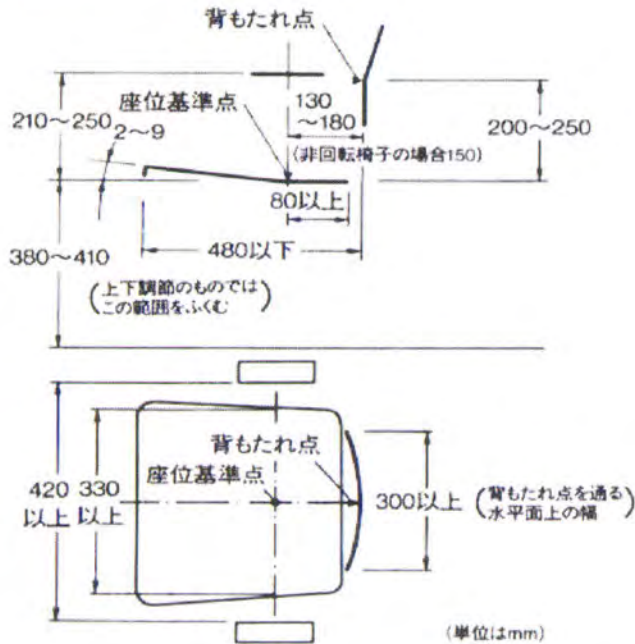 背もたれ点
座位基準点
130
～180
210～250
2～9
200～250
(非回転椅子の場合150)
80以上
480以下
380～410
(上下調節のものでは
この範囲をふくむ)
背もたれ点
座位基準点
420
以上
330
以上
300以上
(背もたれ点を通る
水平面上の幅)
(単位はmm)